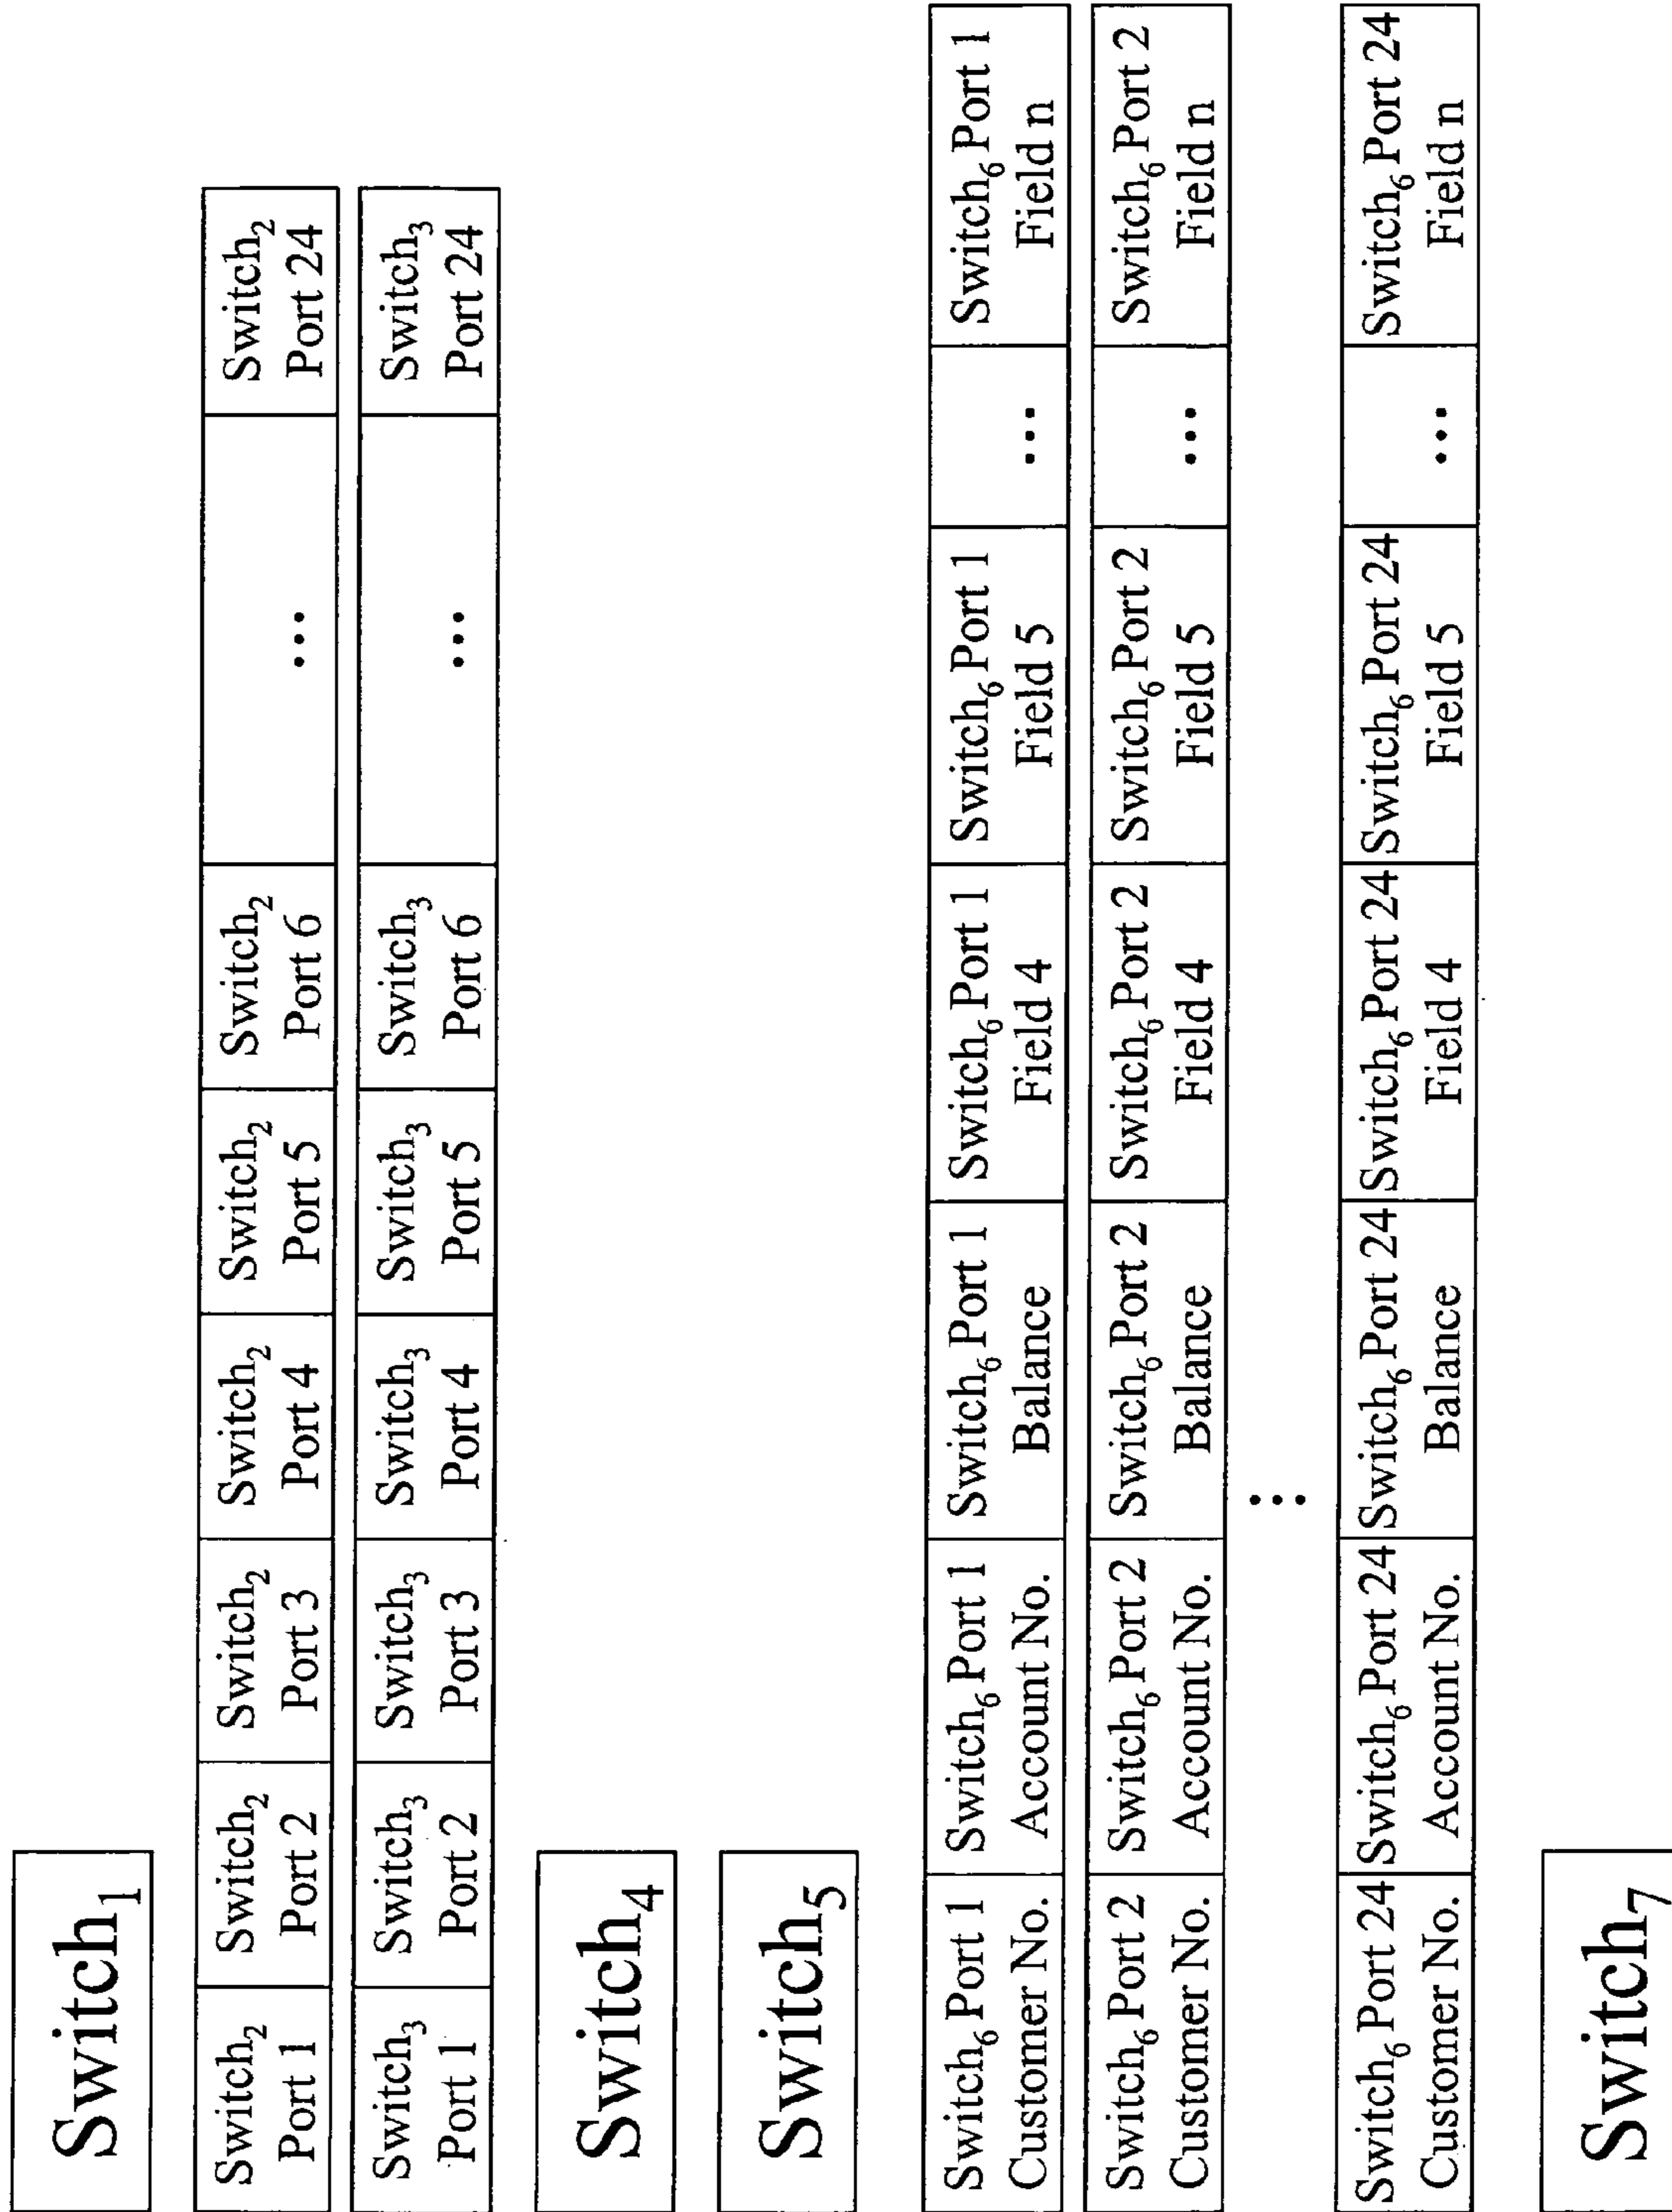 Switch₁
Switch₂ Switch₂ Switch₂ Switch₂ Switch₂ Switch₂ Switch₂
Port 1 Port 2 Port 3 Port 4 Port 5 Port 6 ... Port 24
Switch₃ Switch₃ Switch₃ Switch₃ Switch₃ Switch₃ Switch₃
Port 1 Port 2 Port 3 Port 4 Port 5 Port 6 ... Port 24
Switch₄
Switch₅
Switch₆ Port 1 Switch₆ Port 1 Switch₆ Port 1 Switch₆ Port 1 Switch₆ Port 1 Switch₆ Port 1
Customer No. Account No. Balance Field 4 Field 5 ... Field n
Switch₆ Port 2 Switch₆ Port 2 Switch₆ Port 2 Switch₆ Port 2 Switch₆ Port 2 Switch₆ Port 2
Customer No. Account No. Balance Field 4 Field 5 ... Field n
...
Switch₆ Port 24 Switch₆ Port 24 Switch₆ Port 24 Switch₆ Port 24 Switch₆ Port 24 Switch₆ Port 24
Customer No. Account No. Balance Field 4 Field 5 ... Field n
Switch₇